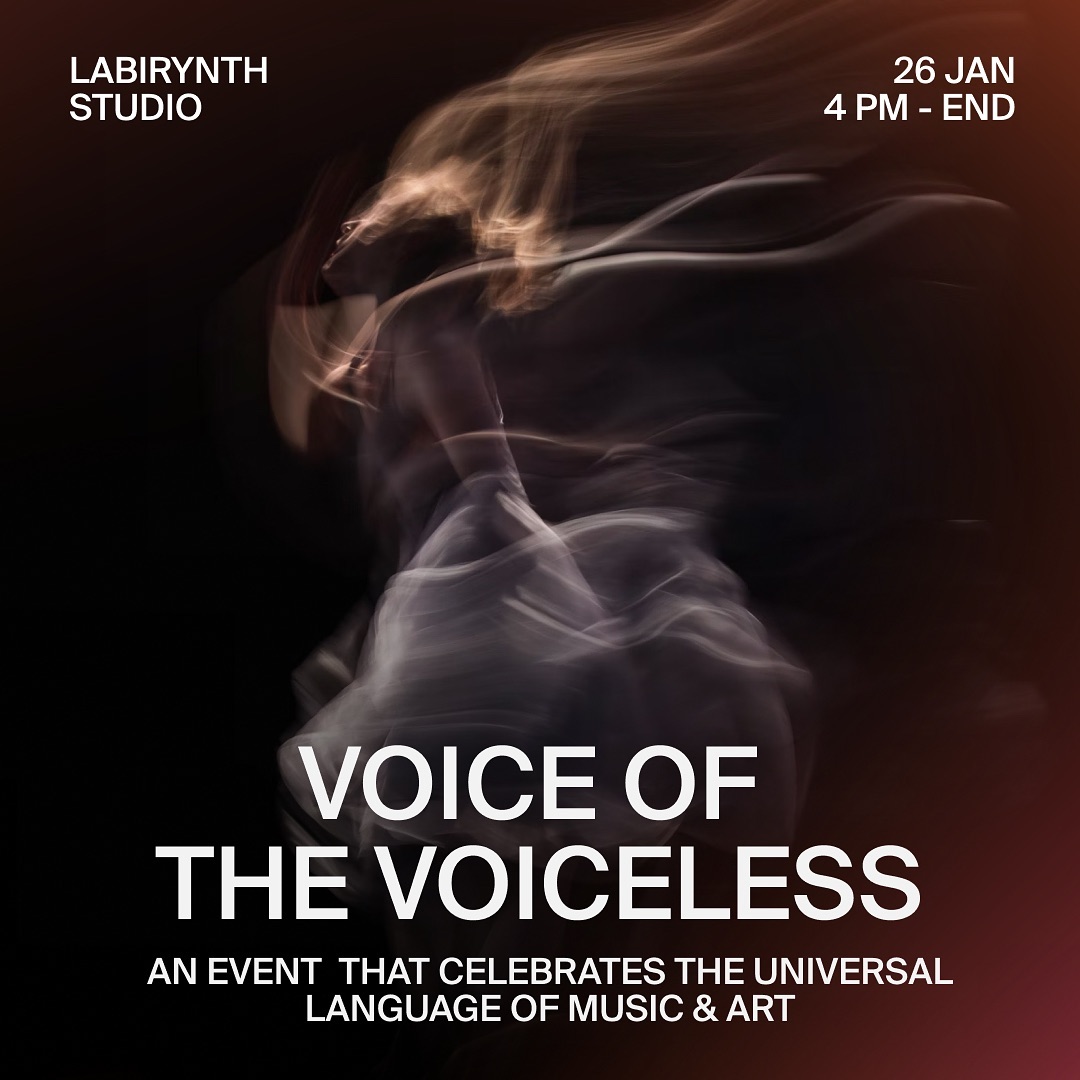 LABIRYNTH
STUDIO
26 JAN
4 PM - END
VOICE OF
THE VOICELESS
AN EVENT  THAT CELEBRATES THE UNIVERSAL
LANGUAGE OF MUSIC & ART